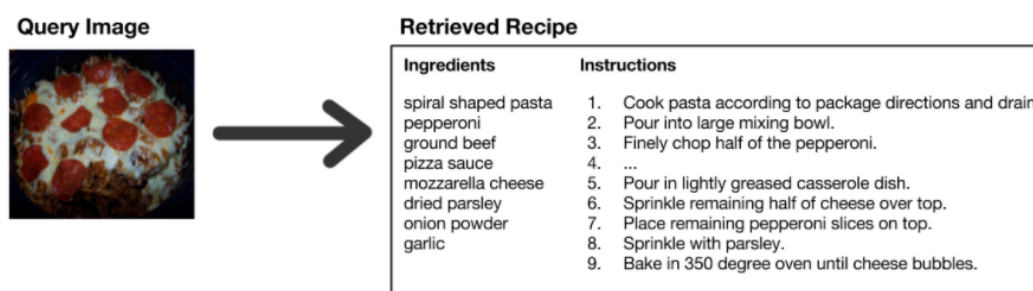 Query Image
Retrieved Recipe
Ingredients
spiral shaped pasta
pepperoni
ground beef
pizza sauce
mozzarella cheese
dried parsley
onion powder
garlic
Instructions
1. Cook pasta according to package directions and drain
2. Pour into large mixing bowl.
3. Finely chop half of the pepperoni.
4. ...
5. Pour in lightly greased casserole dish.
6. Sprinkle remaining half of cheese over top.
7. Place remaining pepperoni slices on top.
8. Sprinkle with parsley.
9. Bake in 350 degree oven until cheese bubbles.